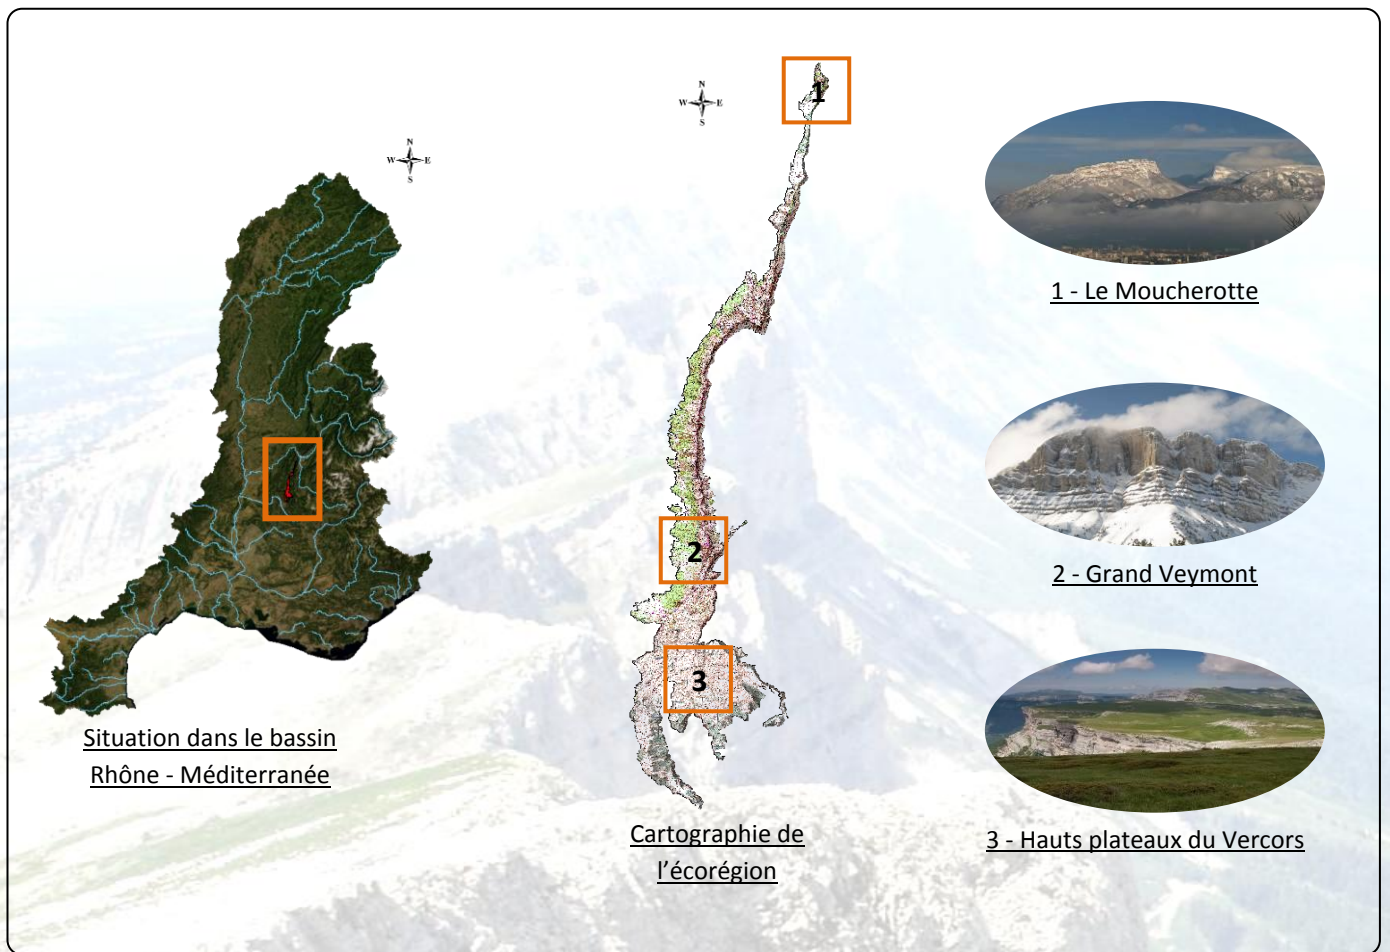 N
W E
S
Situation dans le bassin
Rhône - Méditerranée
N
W E
S
1
2
3
Cartographie de
l’écorégion
1 - Le Moucherotte
2 - Grand Veymont
3 - Hauts plateaux du Vercors